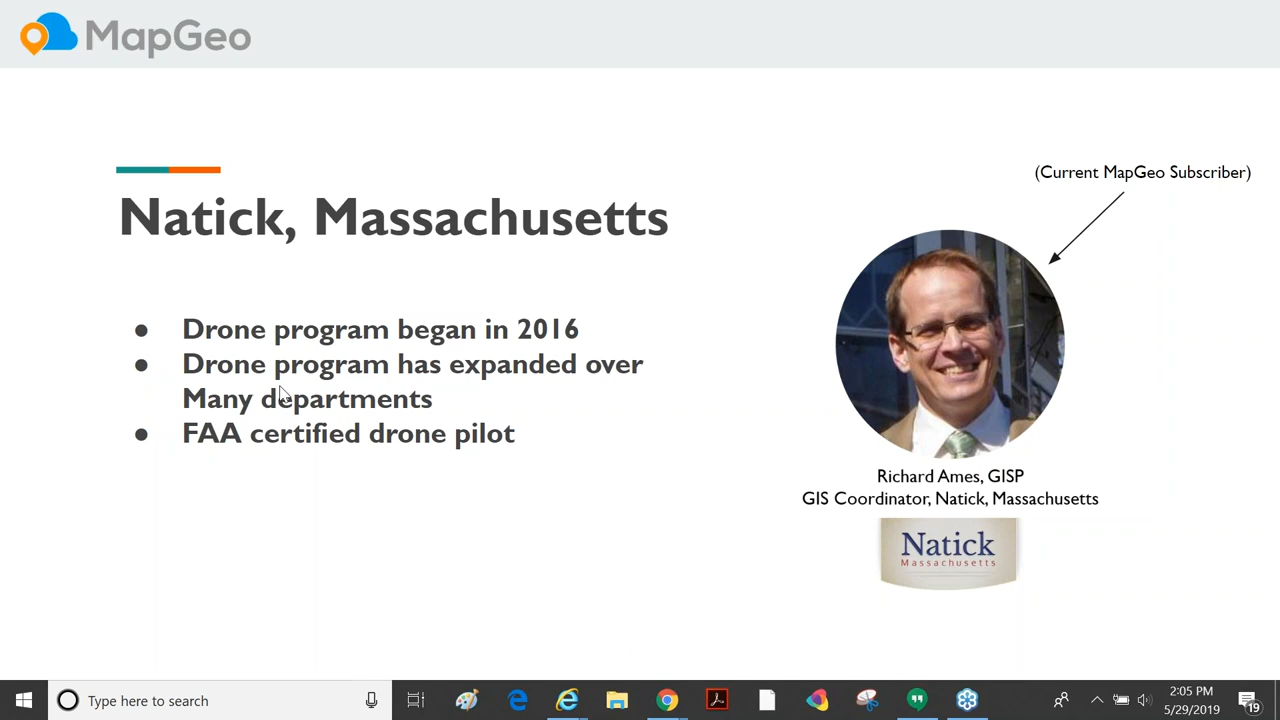 MapGeo
(Current MapGeo Subscriber)
Natick, Massachusetts
● Drone program began in 2016
● Drone program has expanded over
Many departments
● FAA certified drone pilot
Richard Ames, GISP
GIS Coordinator, Natick, Massachusetts
Natick
Massachusetts
Type here to search
2:05 PM
5/29/2019
19